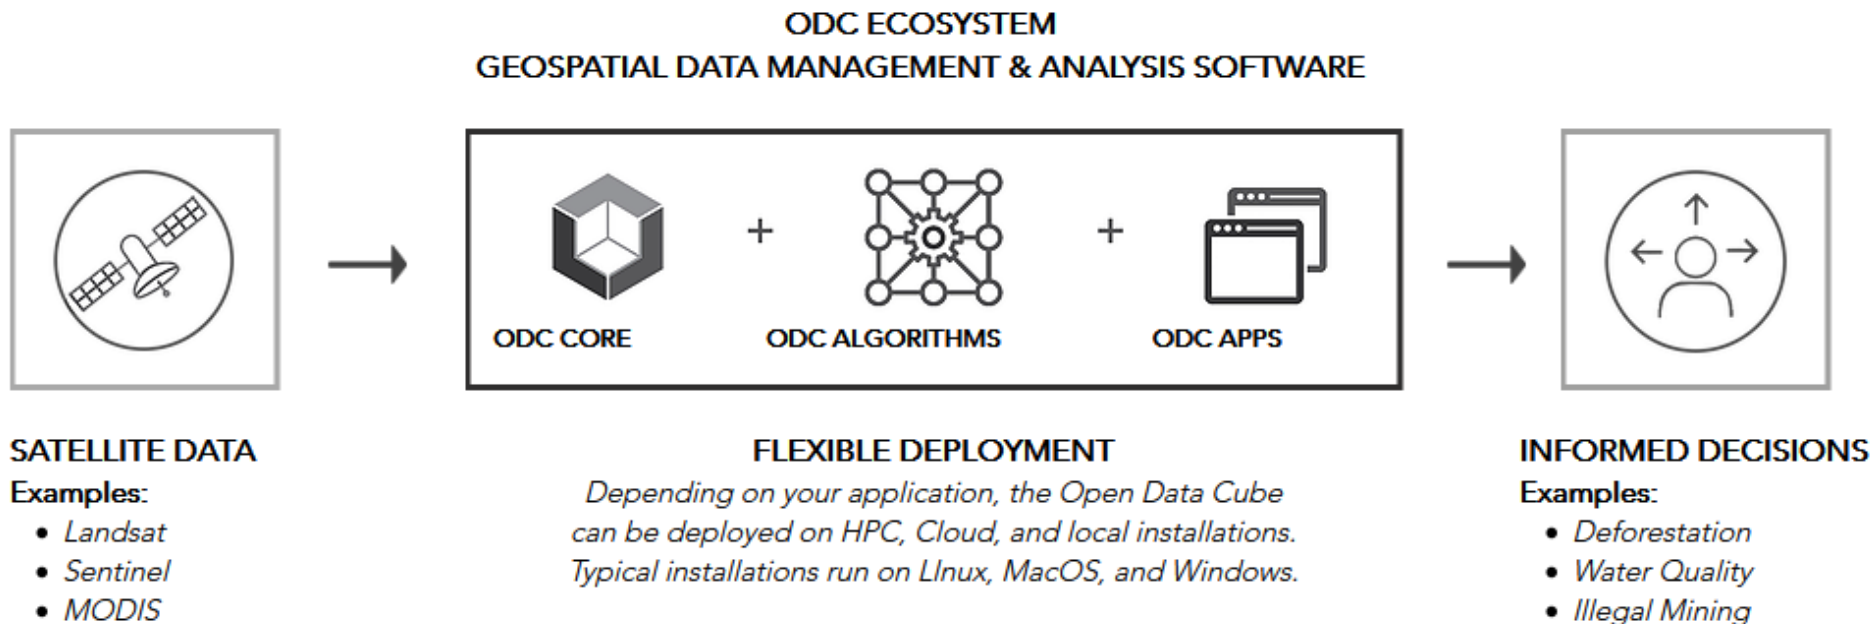 ODC ECOSYSTEM
GEOSPATIAL DATA MANAGEMENT & ANALYSIS SOFTWARE
ODC CORE
+
ODC ALGORITHMS
+
ODC APPS
SATELLITE DATA
Examples:
• Landsat
• Sentinel
• MODIS
FLEXIBLE DEPLOYMENT
Depending on your application, the Open Data Cube
can be deployed on HPC, Cloud, and local installations.
Typical installations run on LInux, MacOS, and Windows.
INFORMED DECISIONS
Examples:
• Deforestation
• Water Quality
• Illegal Mining